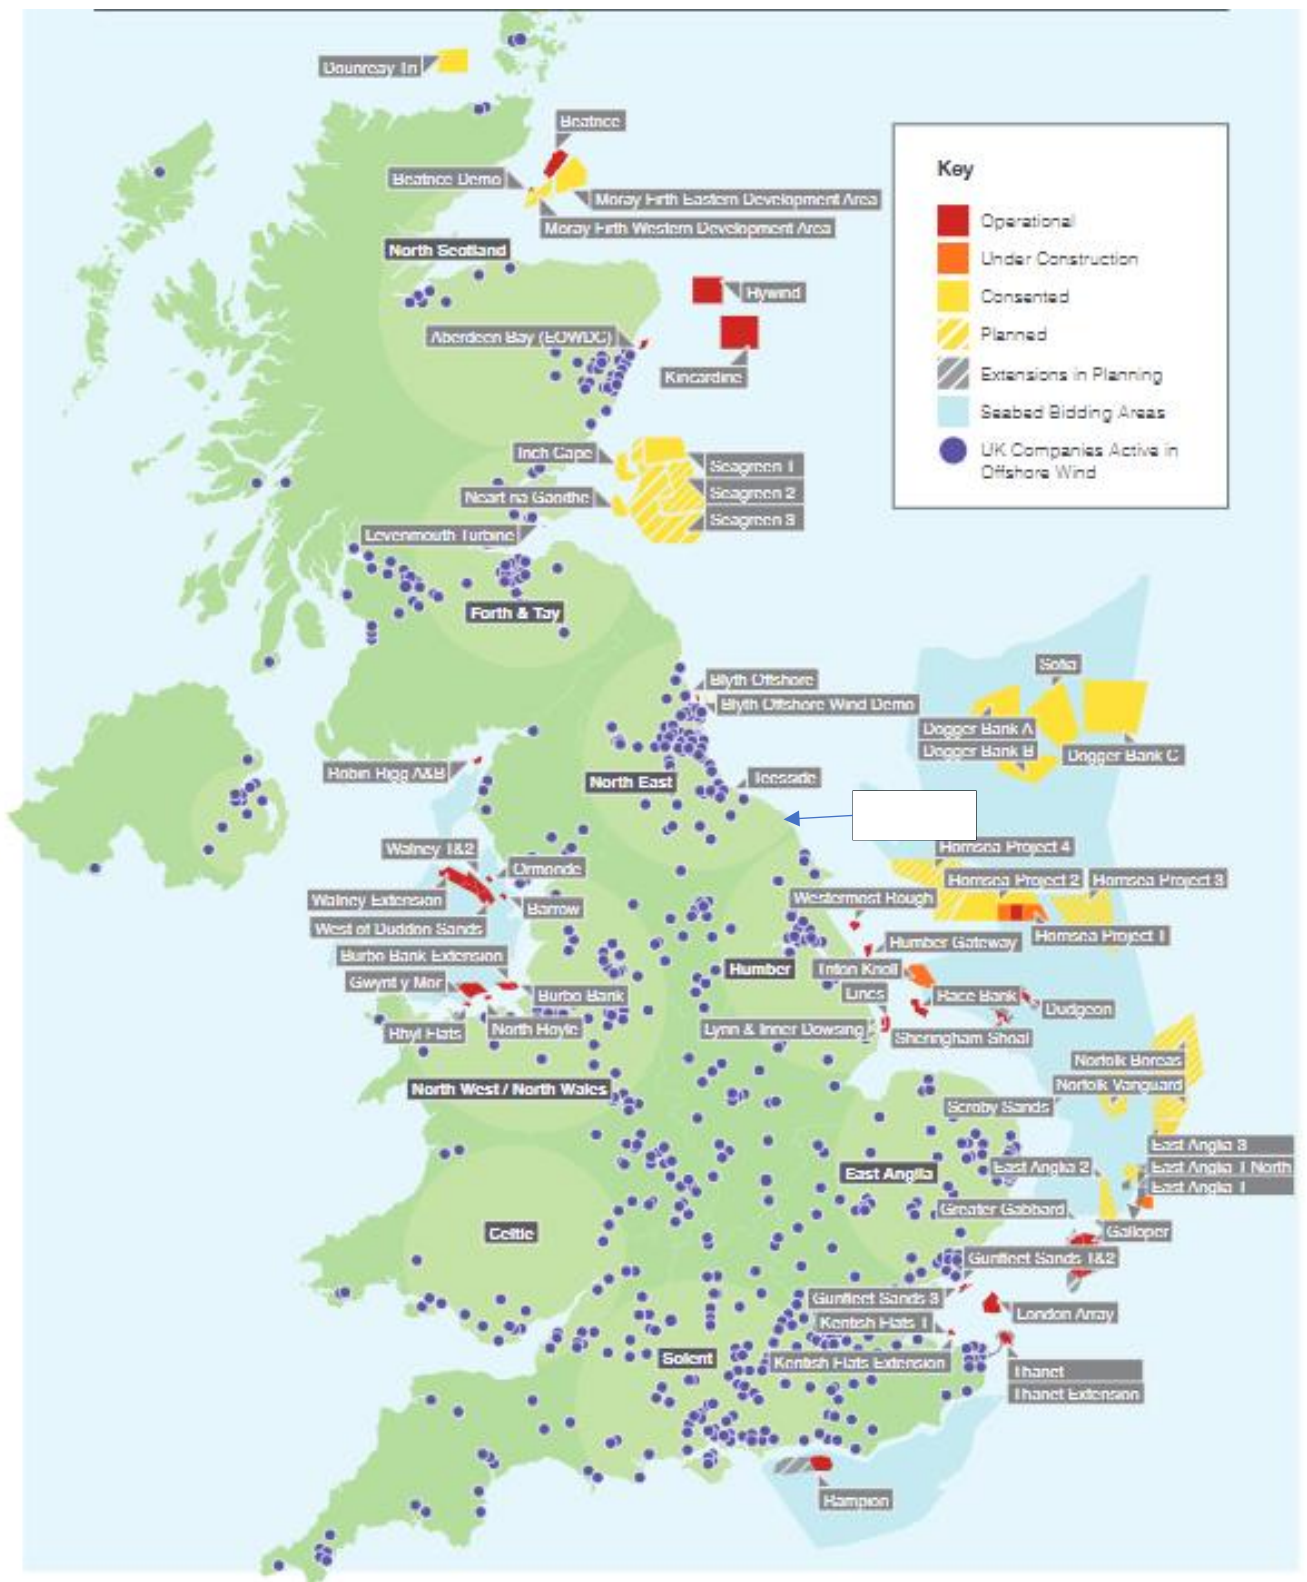 Dounreay Tri
Beatrice
Beatrice Demo
Moray Firth Eastern Development Area
Moray Firth Western Development Area
North Scotland
Hywind
Aberdeen Bay (EOWDC)
Kincardine
Key
Operational
Under Construction
Consented
Planned
Extensions in Planning
Seabed Bidding Areas
UK Companies Active in
Offshore Wind
Inch Cape
Seagreen 1
Neart na Gaoithe
Seagreen 2
Seagreen 3
Levenmouth Turbine
Forth & Tay
Sofia
Blyth Offshore
Blyth Offshore Wind Demo
Dogger Bank A
Dogger Bank B
Dogger Bank C
Robin Rigg A&B
North East
Teesside
Walney 1&2
Ormonde
Walney Extension
Barrow
West of Duddon Sands
Burbo Bank Extension
Gwynt y Mor
Burbo Bank
Rhyl Flats
North Hoyle
North West / North Wales
Hornsea Project 4
Hornsea Project 2
Hornsea Project 3
Westermost Rough
Hornsea Project 1
Humber Gateway
Humber
Triton Knoll
Lincs
Race Bank
Dudgeon
Lynn & Inner Dowsing
Sheringham Shoal
Norfolk Boreas
Norfolk Vanguard
Scroby Sands
East Anglia 3
East Anglia
East Anglia 2
East Anglia 1 North
East Anglia 1
Greater Gabbard
Galloper
Celtic
Gunfleet Sands 1&2
Gunfleet Sands 3
London Array
Kentish Flats 1
Solent
Kentish Flats Extension
Thanet
Thanet Extension
Rampion